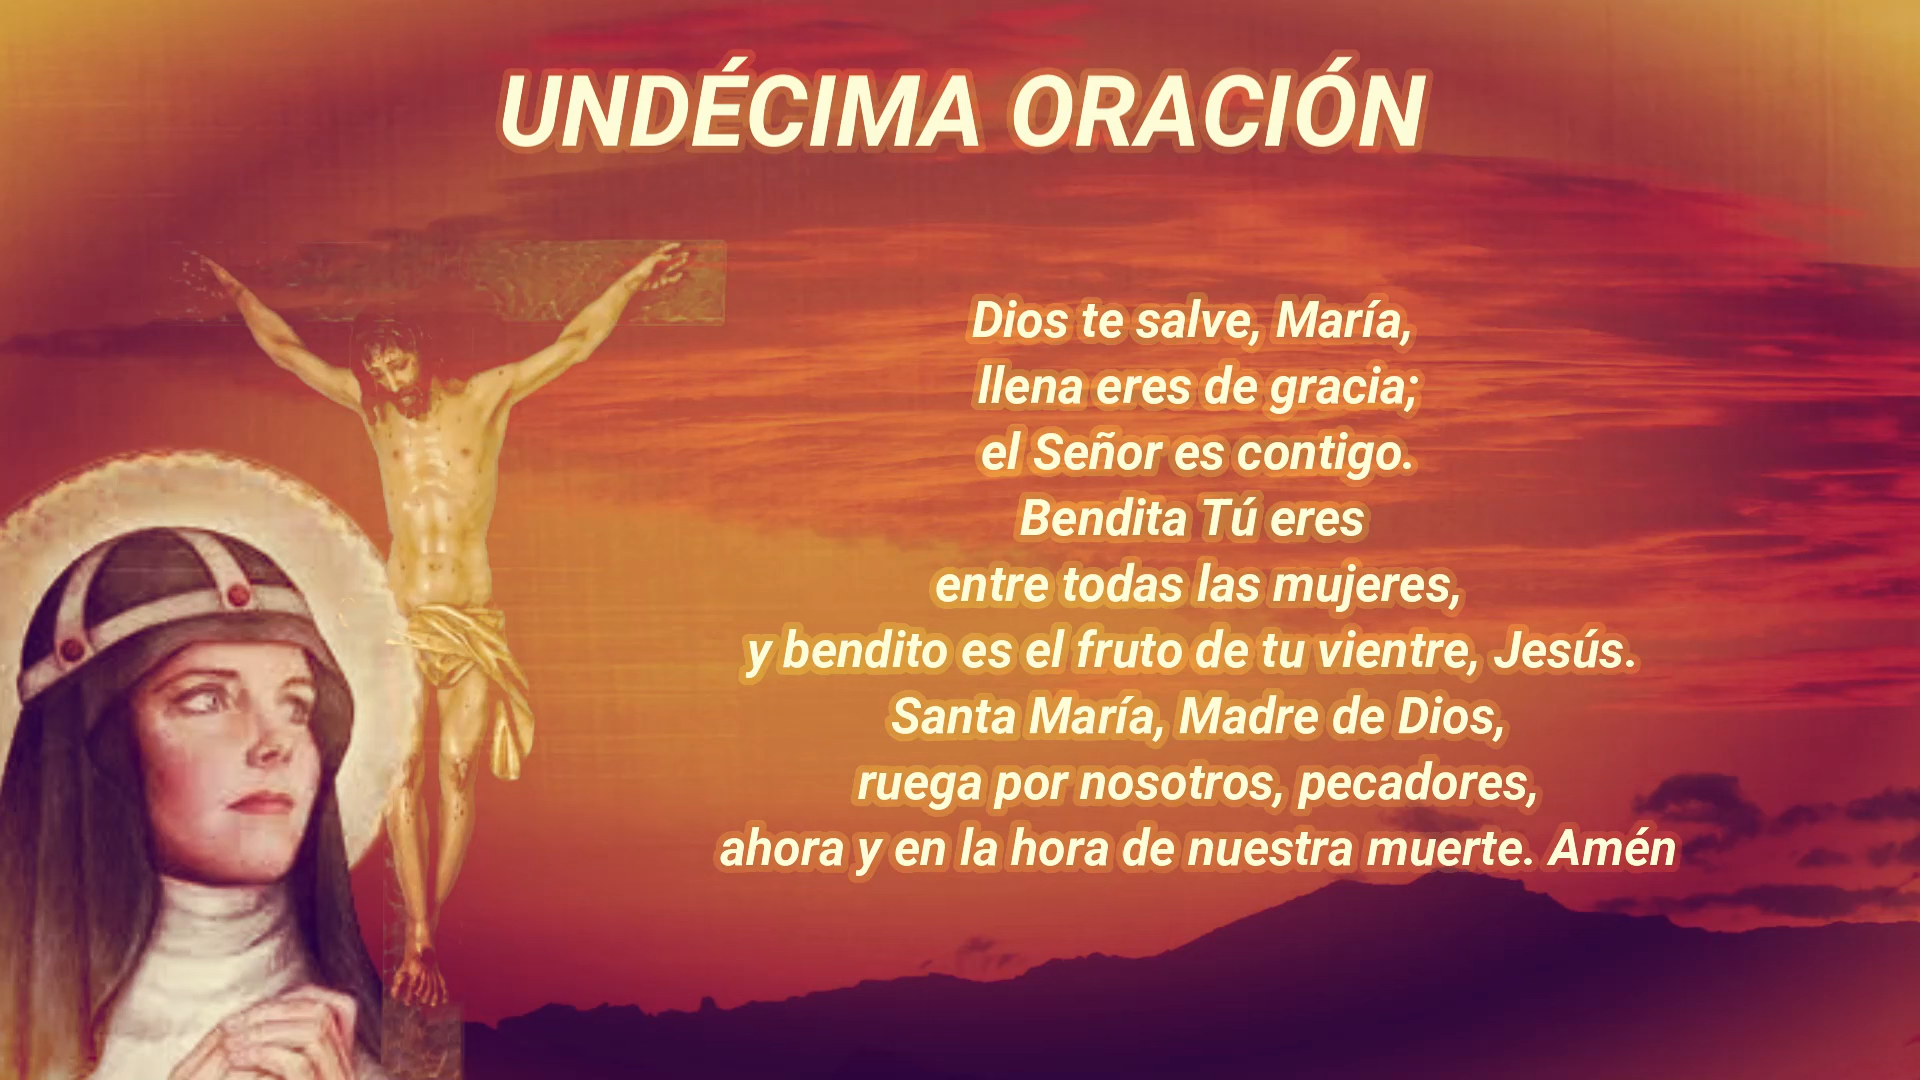 UNDÉCIMA ORACIÓN
Dios te salve, María,
llena eres de gracia;
el Señor es contigo.
Bendita Tú eres
entre todas las mujeres,
y bendito es el fruto de tu vientre, Jesús.
Santa María, Madre de Dios,
ruega por nosotros, pecadores,
ahora y en la hora de nuestra muerte. Amén